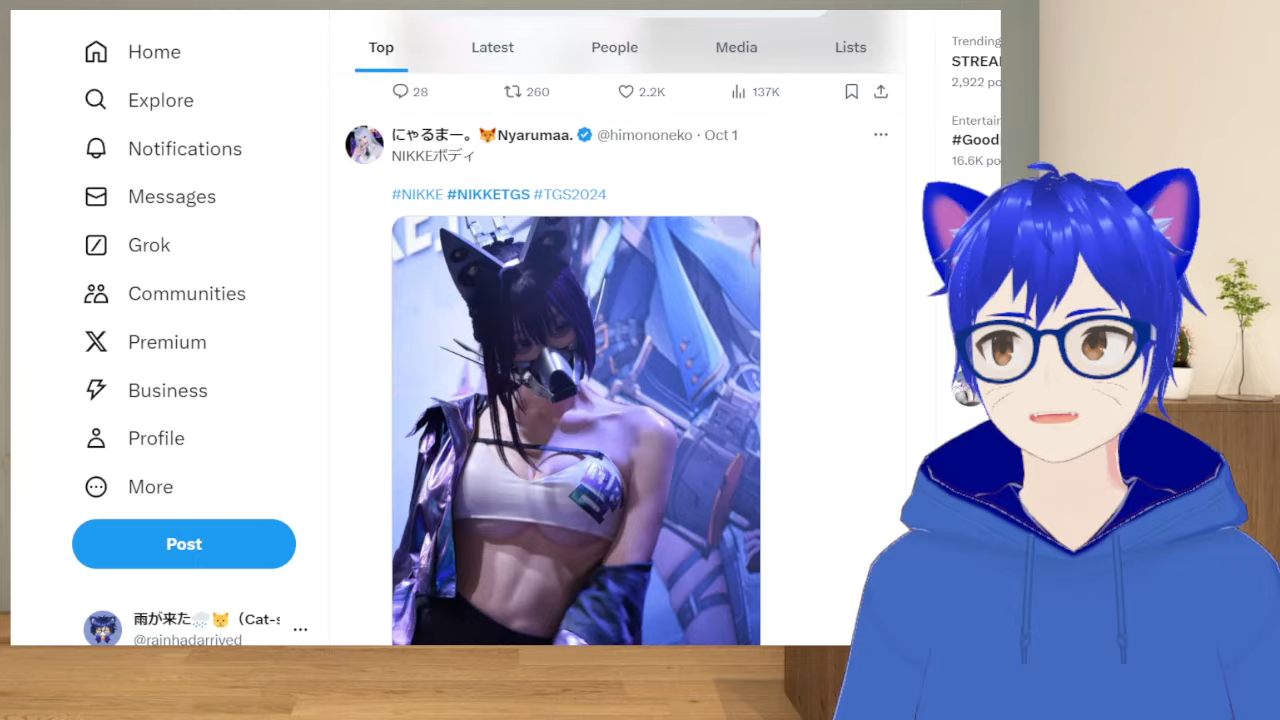 Home
Explore
Notifications
Messages
Grok
Communities
Premium
Business
Profile
More
Post
雨が来た🌧️🐱（Cat-s
@rainhadarrived
Top
Latest
People
Media
Lists
28
260
2.2K
137K
にゃるまー。🦊Nyarumaa. @himononeko · Oct 1
NIKKEボディ
#NIKKE #NIKKETGS #TGS2024
Trending
STREA
2,922 po
Entertain
#Good
16.6K po